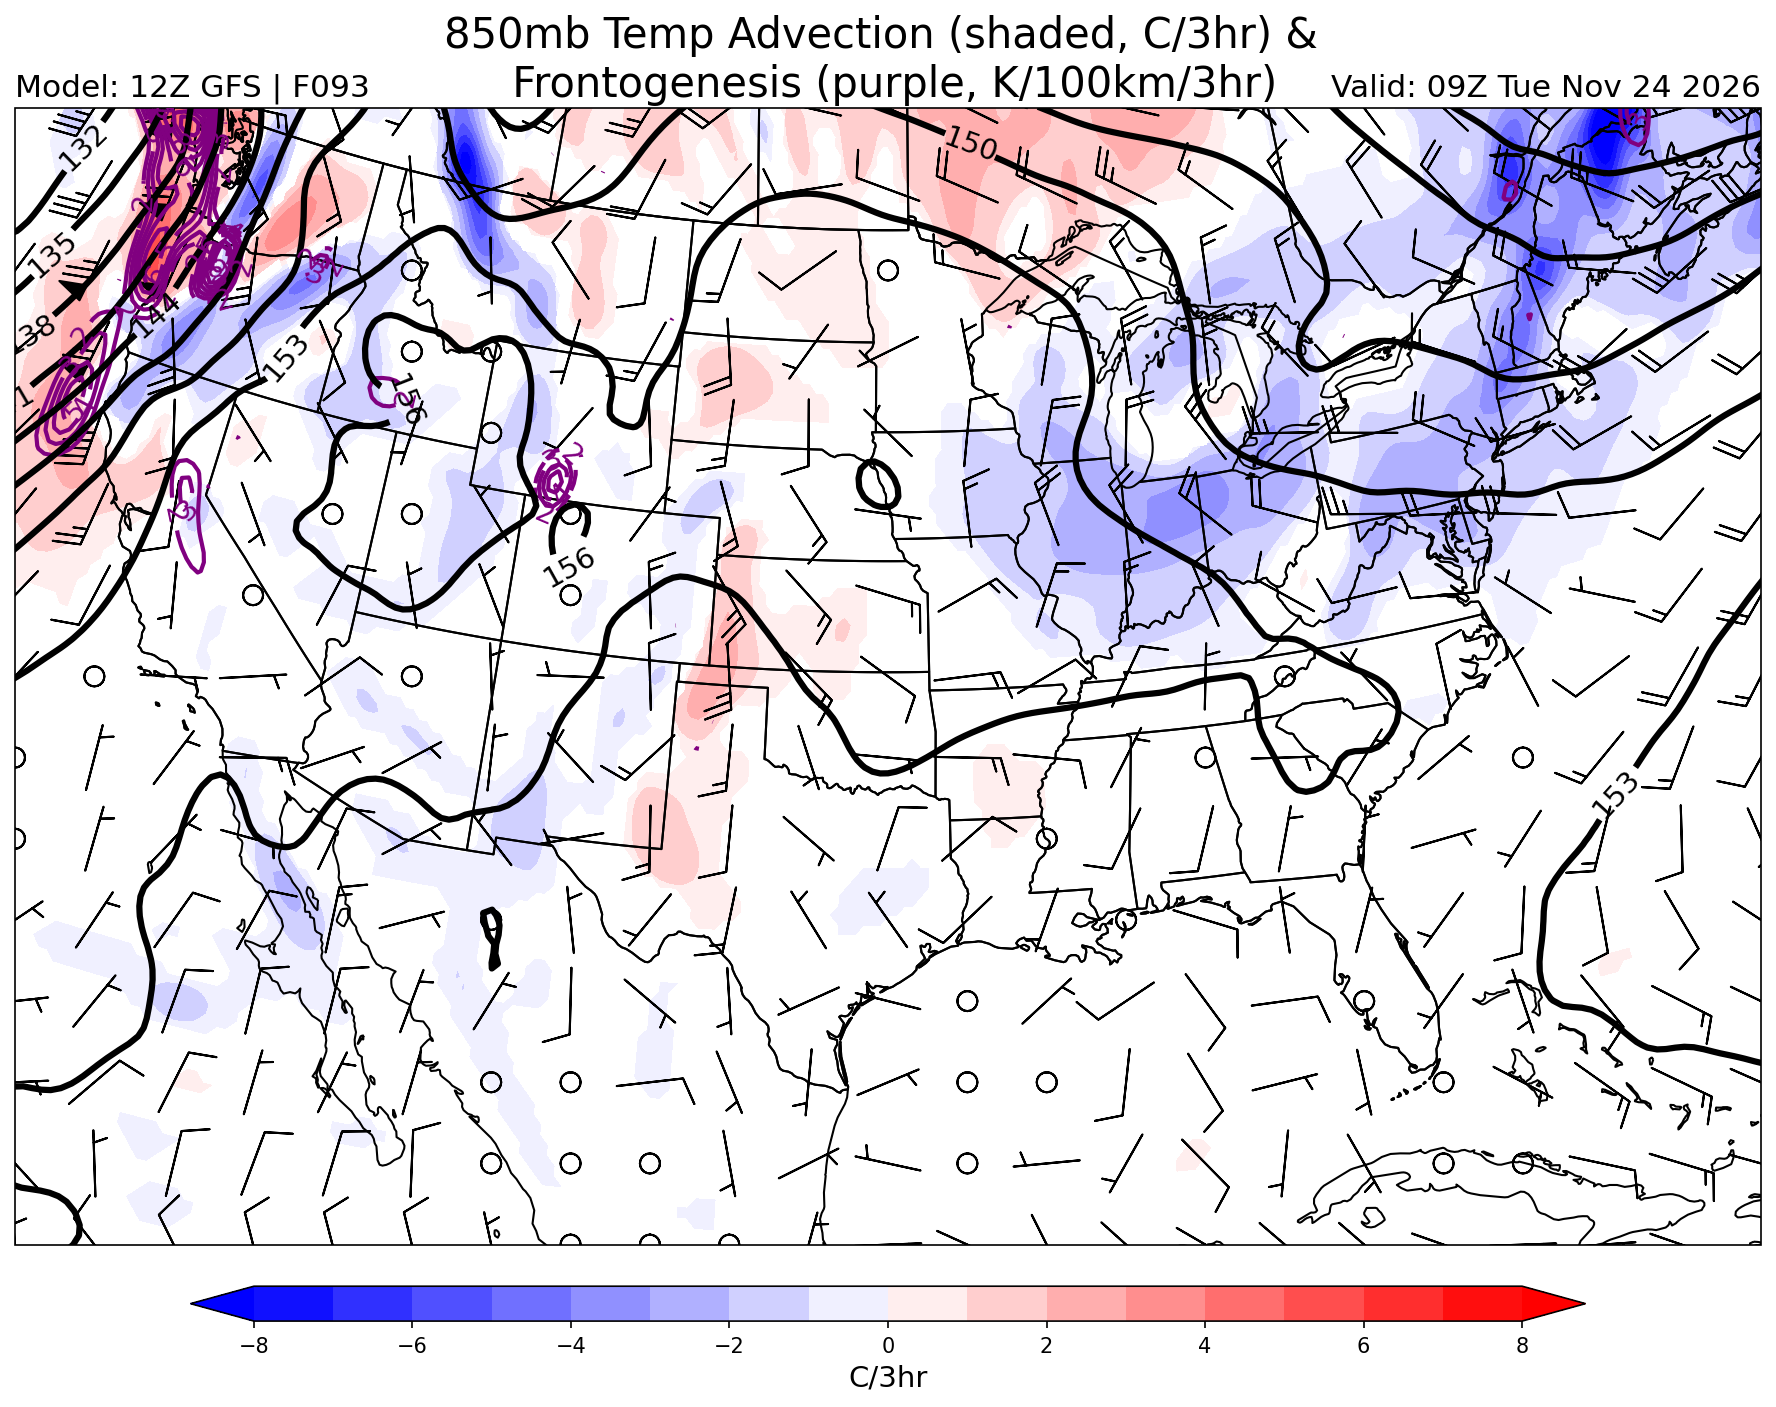 850mb Temp Advection (shaded, C/3hr) &
Frontogenesis (purple, K/100km/3hr)
Model: 12Z GFS | F093
Valid: 09Z Tue Nov 24 2026
132
150
135
138
144
153
156
156
153
−8 −6 −4 −2 0 2 4 6 8
C/3hr